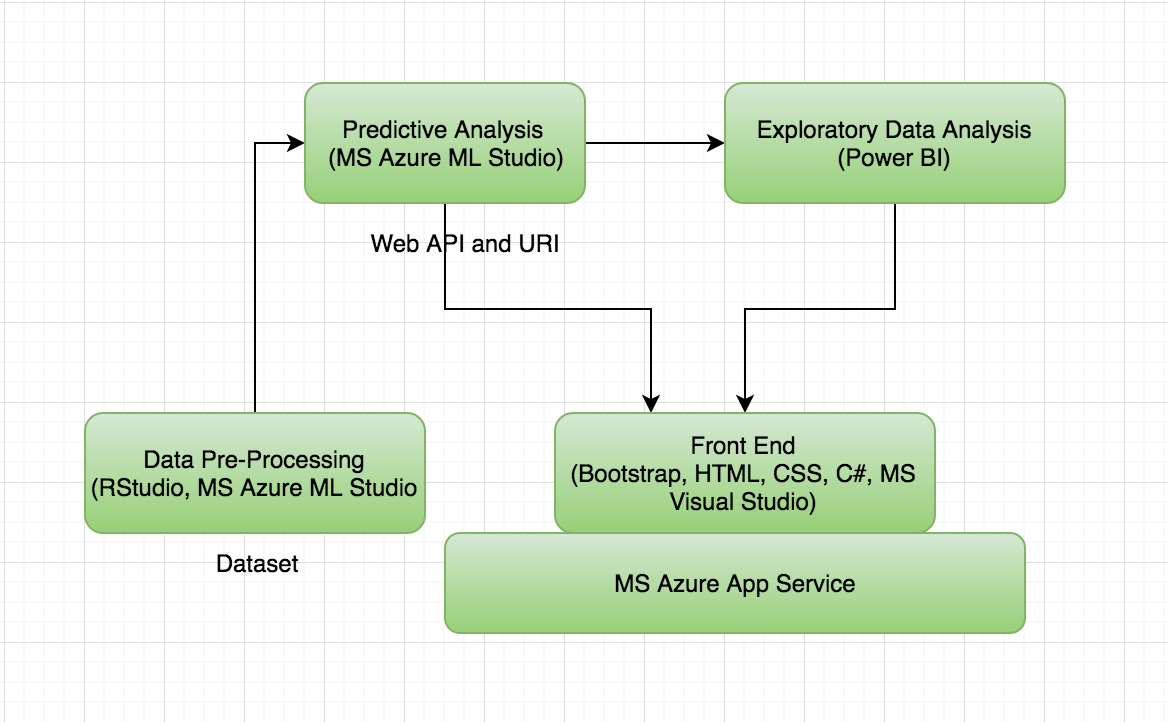 Predictive Analysis
(MS Azure ML Studio)
Exploratory Data Analysis
(Power BI)
Web API and URI
Data Pre-Processing
(RStudio, MS Azure ML Studio
Dataset
Front End
(Bootstrap, HTML, CSS, C#, MS
Visual Studio)
MS Azure App Service